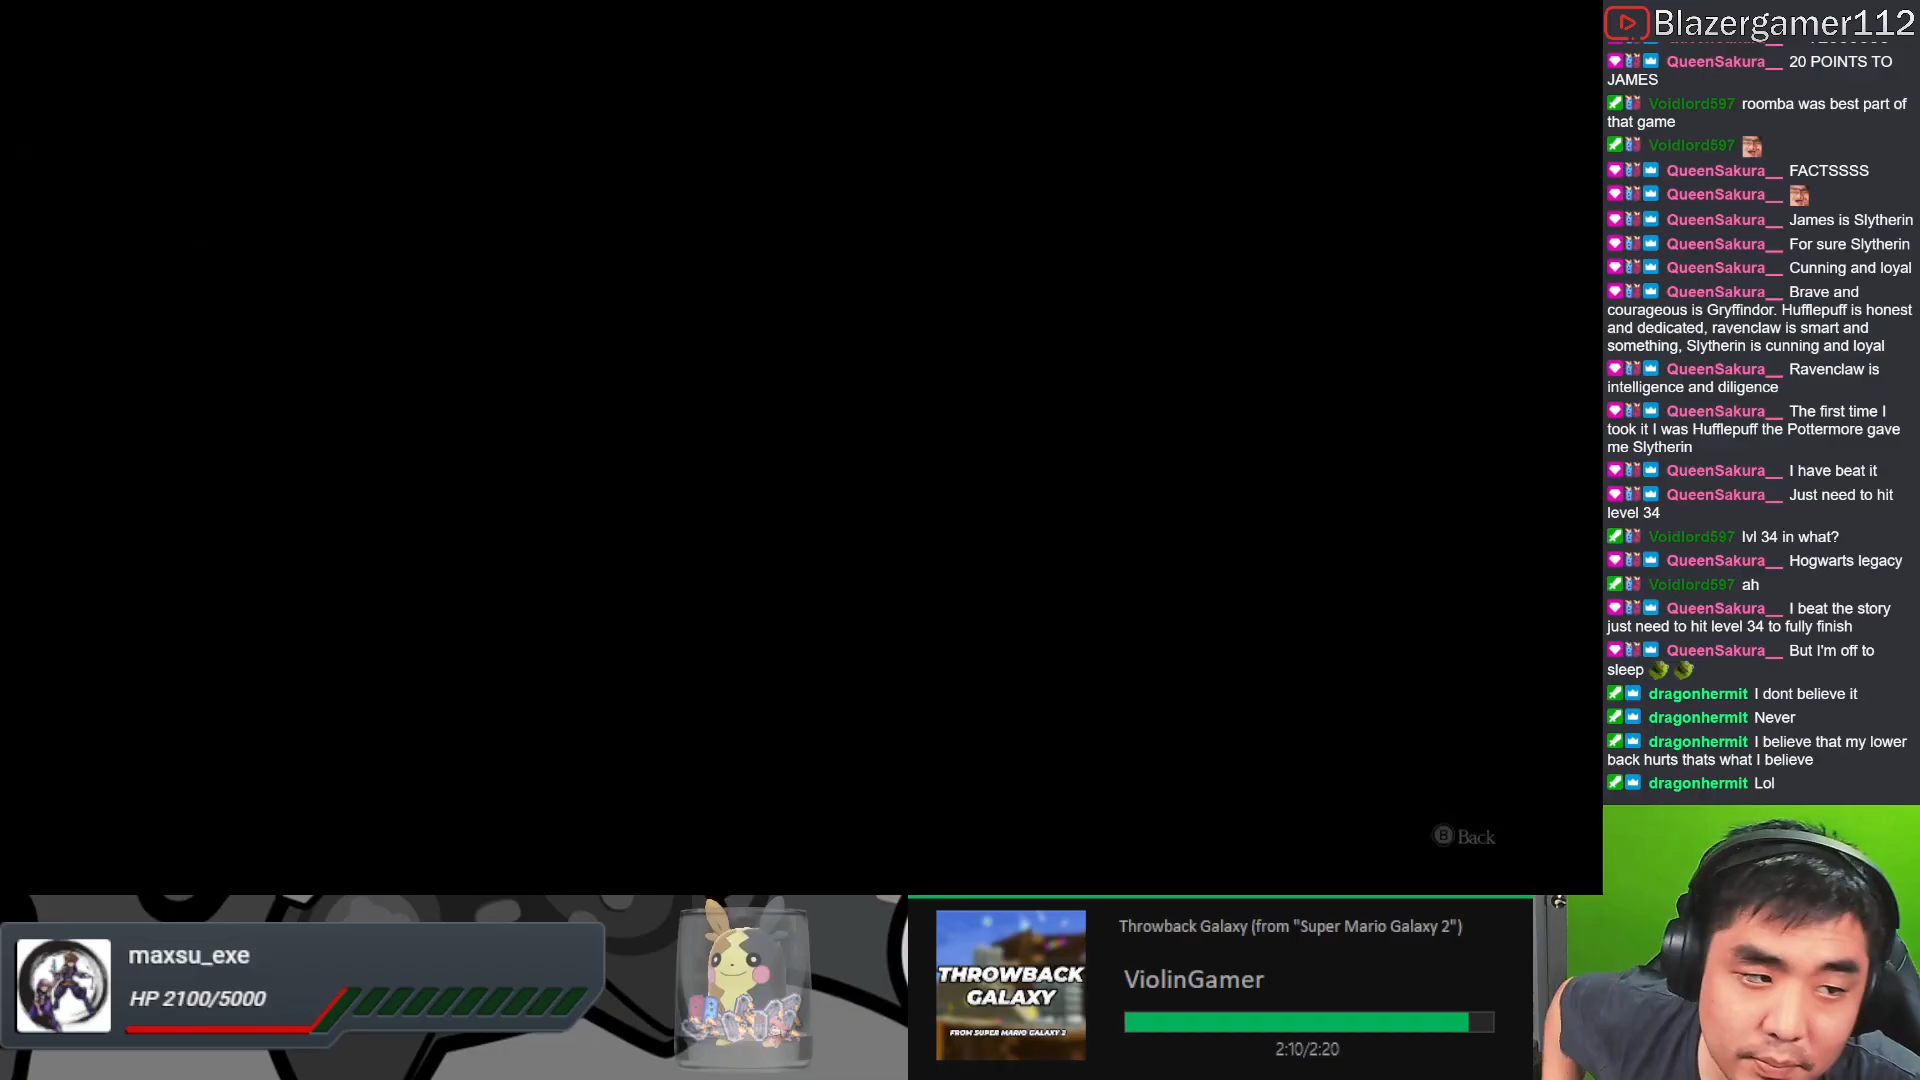 Blazergamer112
QueenSakura__ 20 POINTS TO
JAMES
Voidlord597 roomba was best part of
that game
Voidlord597
QueenSakura__ FACTSSSS
QueenSakura__
QueenSakura__ James is Slytherin
QueenSakura__ For sure Slytherin
QueenSakura__ Cunning and loyal
QueenSakura__ Brave and
courageous is Gryffindor. Hufflepuff is honest
and dedicated, ravenclaw is smart and
something, Slytherin is cunning and loyal
QueenSakura__ Ravenclaw is
intelligence and diligence
QueenSakura__ The first time I
took it I was Hufflepuff the Pottermore gave
me Slytherin
QueenSakura__ I have beat it
QueenSakura__ Just need to hit
level 34
Voidlord597 lvl 34 in what?
QueenSakura__ Hogwarts legacy
Voidlord597 ah
QueenSakura__ I beat the story
just need to hit level 34 to fully finish
QueenSakura__ But I'm off to
sleep
dragonhermit I dont believe it
dragonhermit Never
dragonhermit I believe that my lower
back hurts thats what I believe
dragonhermit Lol
B Back
maxsu_exe
HP 2100/5000
THROWBACK
GALAXY
FROM SUPER MARIO GALAXY 2
Throwback Galaxy (from "Super Mario Galaxy 2")
ViolinGamer
2:10/2:20